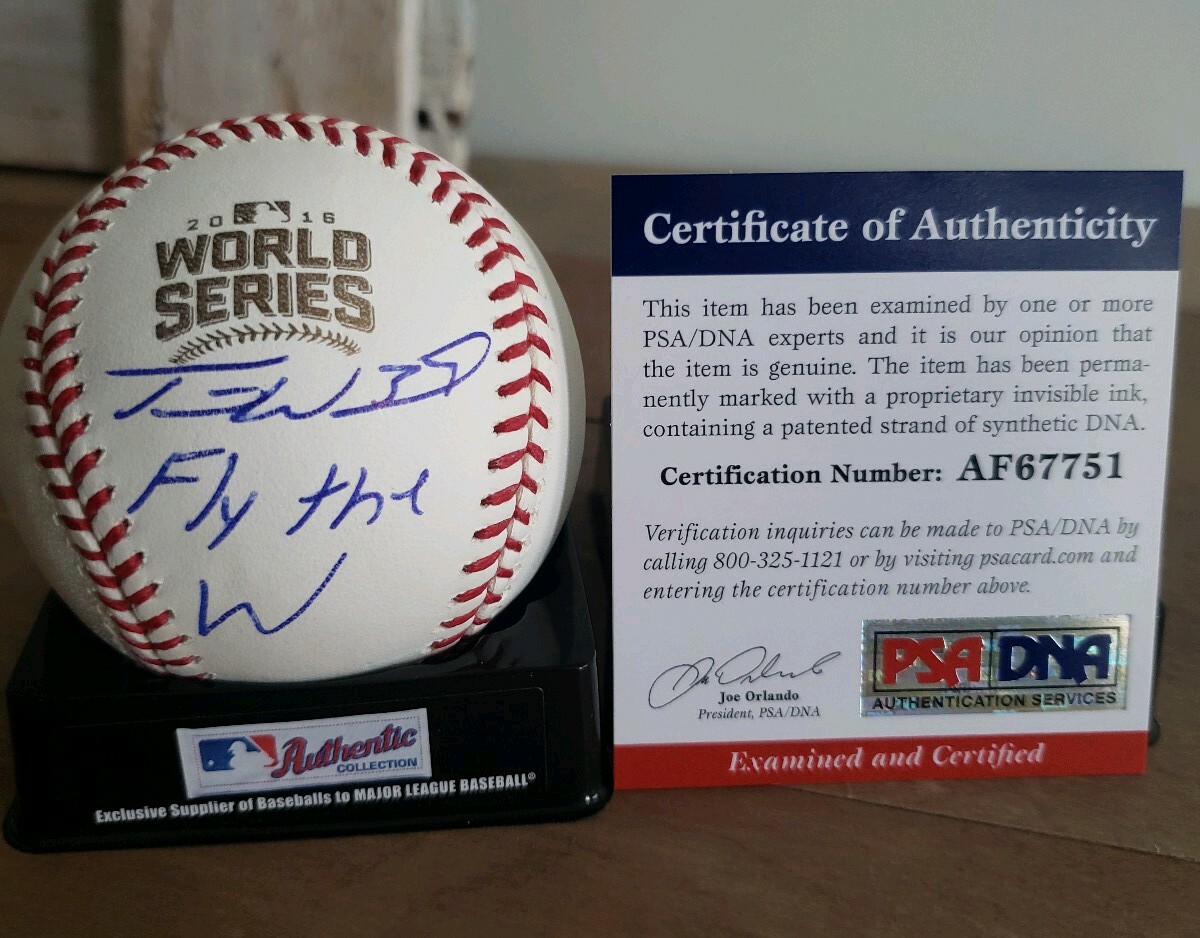 2016
WORLD
SERIES
Fly the
W
Authentic
COLLECTION
Exclusive Supplier of Baseballs to MAJOR LEAGUE BASEBALL®
Certificate of Authenticity
This item has been examined by one or more
PSA/DNA experts and it is our opinion that
the item is genuine. The item has been perma-
nently marked with a proprietary invisible ink,
containing a patented strand of synthetic DNA.
Certification Number: AF67751
Verification inquiries can be made to PSA/DNA by
calling 800-325-1121 or by visiting psacard.com and
entering the certification number above.
Joe Orlando
President, PSA/DNA
PSA DNA
AUTHENTICATION SERVICES
Examined and Certified